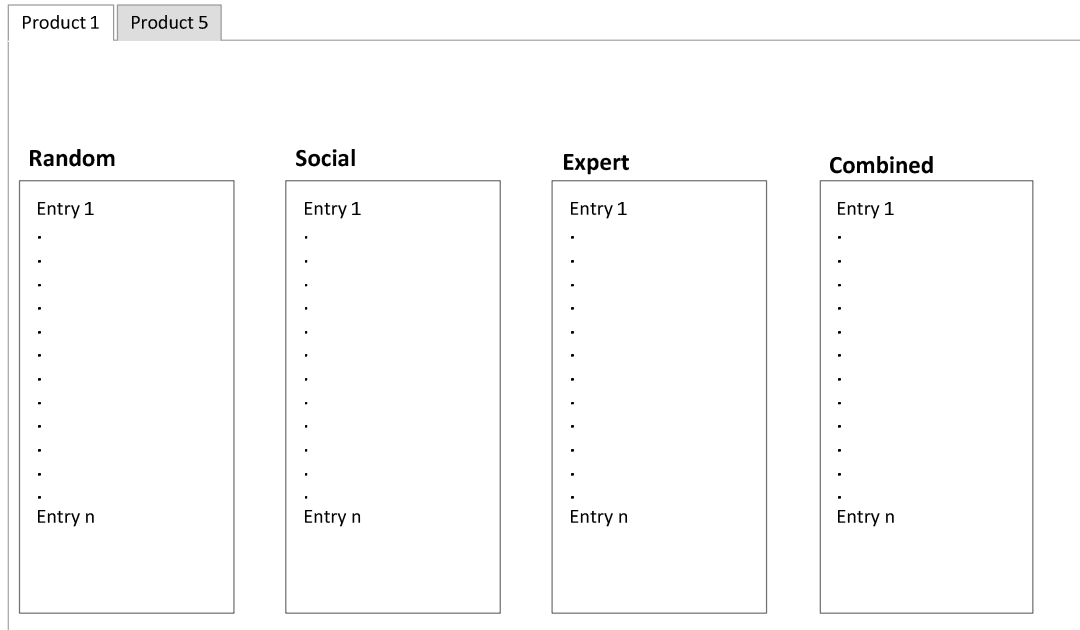 Product 1 Product 5
Random Social Expert Combined
Entry 1 Entry 1 Entry 1 Entry 1
. . . .
. . . .
. . . .
. . . .
. . . .
. . . .
. . . .
. . . .
. . . .
. . . .
. . . .
. . . .
Entry n Entry n Entry n Entry n